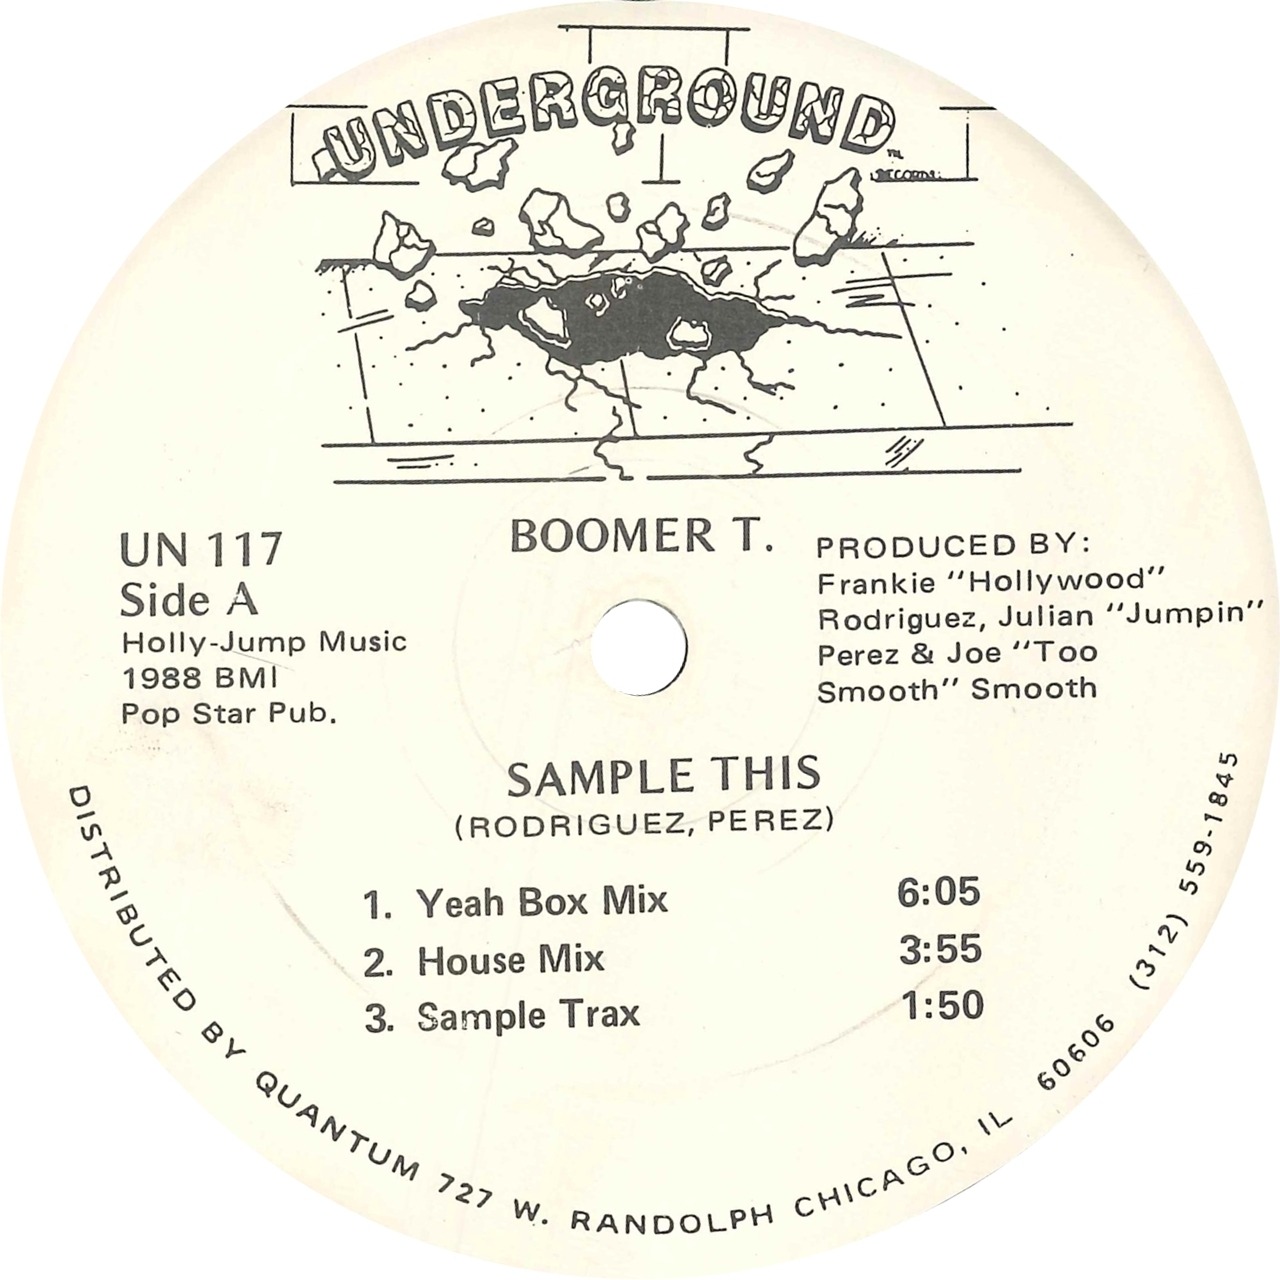 UNDERGROUND
TM
RECORDS
BOOMER T.
UN 117
Side A
Holly-Jump Music
1988 BMI
Pop Star Pub.
PRODUCED BY:
Frankie "Hollywood"
Rodriguez, Julian "Jumpin"
Perez & Joe "Too
Smooth" Smooth
SAMPLE THIS
(RODRIGUEZ, PEREZ)
1. Yeah Box Mix 6:05
2. House Mix 3:55
3. Sample Trax 1:50
DISTRIBUTED BY QUANTUM 727 W. RANDOLPH CHICAGO, IL 60606 (312) 559-1845